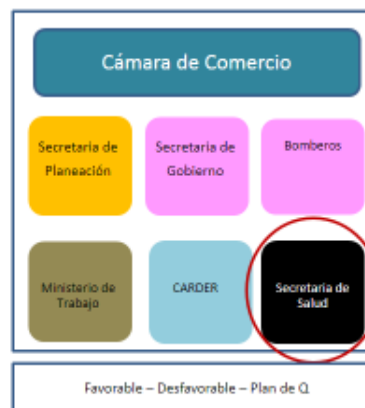 Cámara de Comercio
Secretaria de
Planeación
Secretaria de
Gobierno
Bomberos
Ministerio de
Trabajo
CARDER
Secretaria de
Salud
Favorable – Desfavorable – Plan de Q